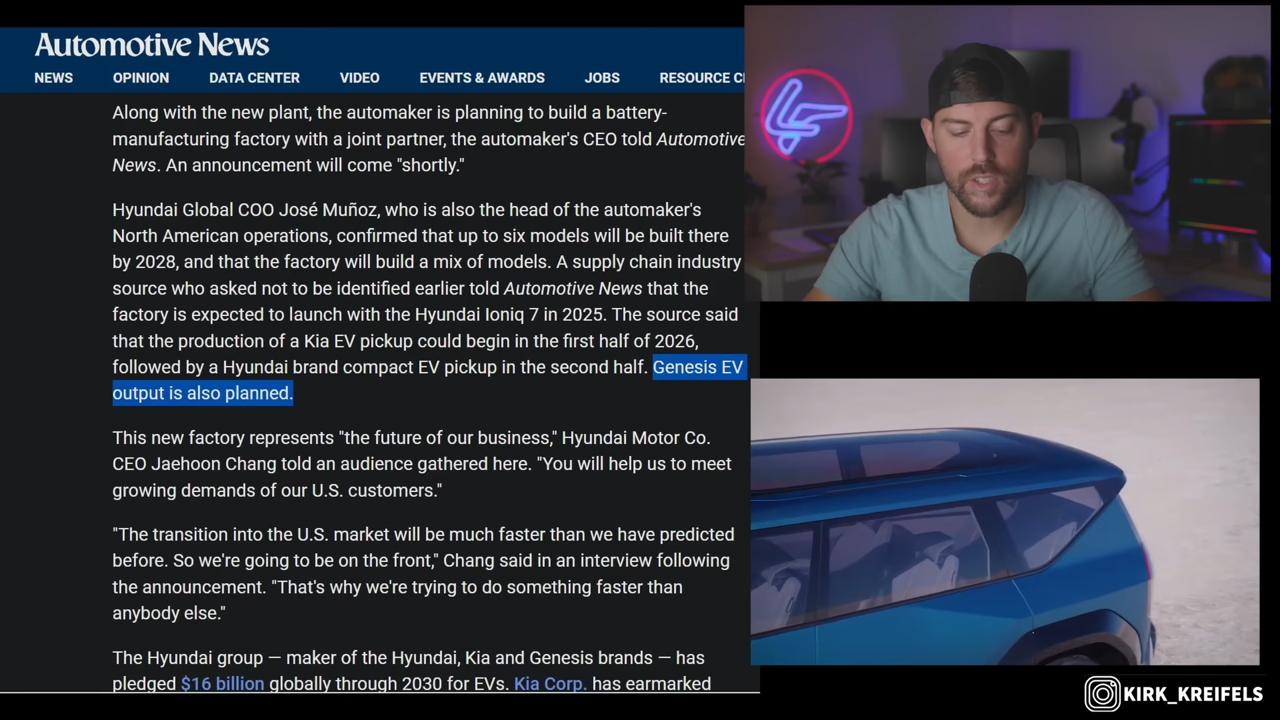 Automotive News
NEWS OPINION DATA CENTER VIDEO EVENTS & AWARDS JOBS RESOURCE
Along with the new plant, the automaker is planning to build a battery-
manufacturing factory with a joint partner, the automaker's CEO told Automotive
News. An announcement will come "shortly."
Hyundai Global COO José Muñoz, who is also the head of the automaker's
North American operations, confirmed that up to six models will be built there
by 2028, and that the factory will build a mix of models. A supply chain industry
source who asked not to be identified earlier told Automotive News that the
factory is expected to launch with the Hyundai Ioniq 7 in 2025. The source said
that the production of a Kia EV pickup could begin in the first half of 2026,
followed by a Hyundai brand compact EV pickup in the second half. Genesis EV
output is also planned.
This new factory represents "the future of our business," Hyundai Motor Co.
CEO Jaehoon Chang told an audience gathered here. "You will help us to meet
growing demands of our U.S. customers."
"The transition into the U.S. market will be much faster than we have predicted
before. So we're going to be on the front," Chang said in an interview following
the announcement. "That's why we're trying to do something faster than
anybody else."
The Hyundai group — maker of the Hyundai, Kia and Genesis brands — has
pledged $16 billion globally through 2030 for EVs. Kia Corp. has earmarked
KIRK_KREIFELS